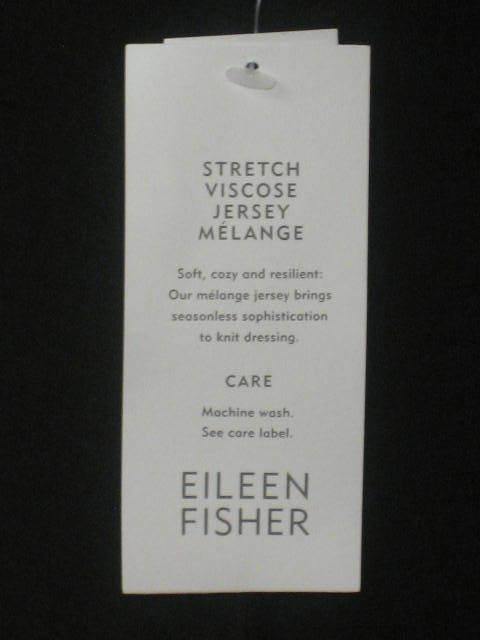 STRETCH
VISCOSE
JERSEY
MÉLANGE
Soft, cozy and resilient:
Our mélange jersey brings
seasonless sophistication
to knit dressing.
CARE
Machine wash.
See care label.
EILEEN
FISHER